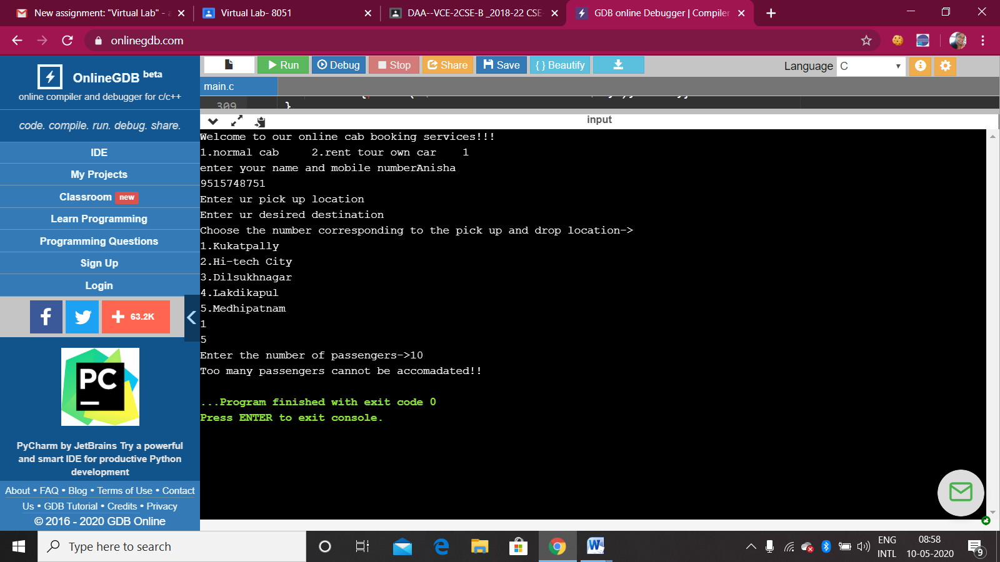 New assignment: "Virtual Lab" -
Virtual Lab- 8051
DAA--VCE-2CSE-B _2018-22 CSE-
GDB online Debugger | Compiler
onlinegdb.com
OnlineGDB beta
online compiler and debugger for c/c++
code. compile. run. debug. share.
IDE
My Projects
Classroom new
Learn Programming
Programming Questions
Sign Up
Login
63.2K
PC
PyCharm by JetBrains Try a powerful
and smart IDE for productive Python
development
About • FAQ • Blog • Terms of Use • Contact
Us • GDB Tutorial • Credits • Privacy
© 2016 - 2020 GDB Online
Run Debug Stop Share Save { } Beautify Language C
main.c
309 }
input
Welcome to our online cab booking services!!!
1.normal cab     2.rent tour own car    1
enter your name and mobile numberAnisha
9515748751
Enter ur pick up location
Enter ur desired destination
Choose the number corresponding to the pick up and drop location->
1.Kukatpally
2.Hi-tech City
3.Dilsukhnagar
4.Lakdikapul
5.Medhipatnam
1
5
Enter the number of passengers->10
Too many passengers cannot be accomadated!!
...Program finished with exit code 0
Press ENTER to exit console.
Type here to search
ENG
INTL
08:58
10-05-2020
9